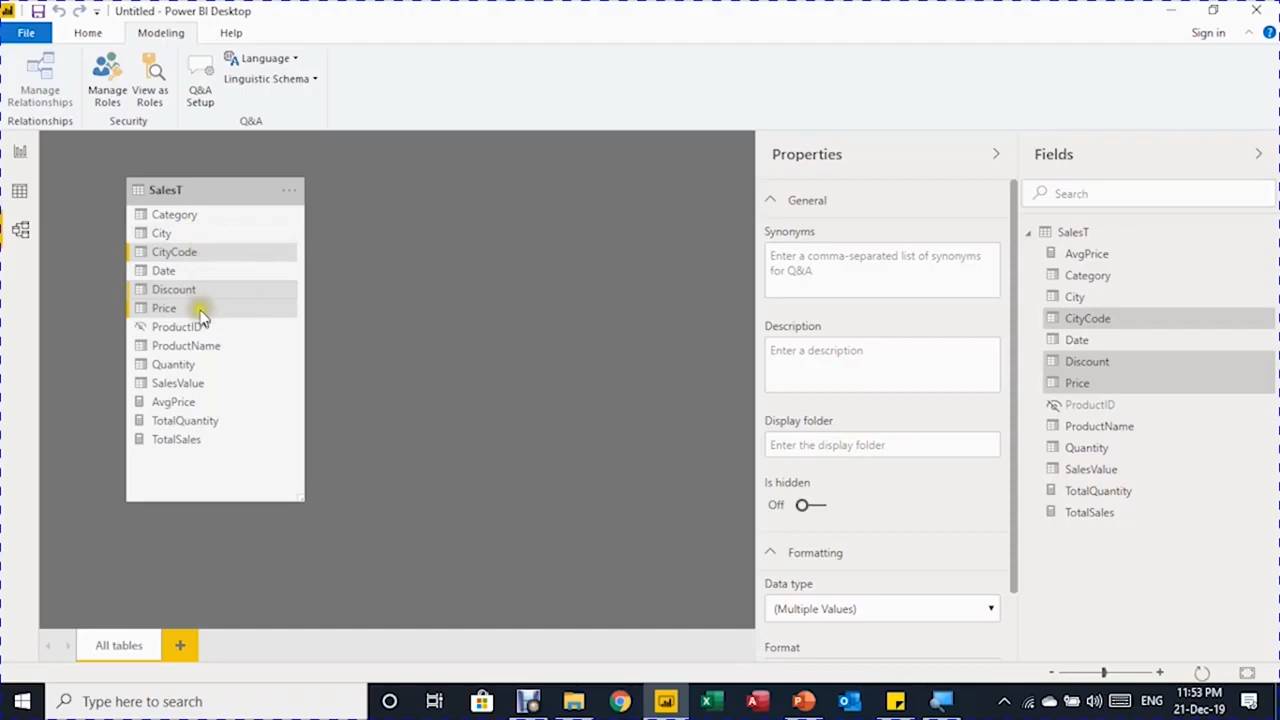 Untitled - Power BI Desktop
File
Home
Modeling
Help
Sign in
Manage
Relationships
Manage
Roles
View as
Roles
Q&A
Setup
Language
Linguistic Schema
Relationships
Security
Q&A
SalesT
Category
City
CityCode
Date
Discount
Price
ProductID
ProductName
Quantity
SalesValue
AvgPrice
TotalQuantity
TotalSales
All tables
Properties
General
Synonyms
Enter a comma-separated list of synonyms
for Q&A
Description
Enter a description
Display folder
Enter the display folder
Is hidden
Off
Formatting
Data type
(Multiple Values)
Format
Fields
Search
SalesT
AvgPrice
Category
City
CityCode
Date
Discount
Price
ProductID
ProductName
Quantity
SalesValue
TotalQuantity
TotalSales
Type here to search
ENG
11:53 PM
21-Dec-19